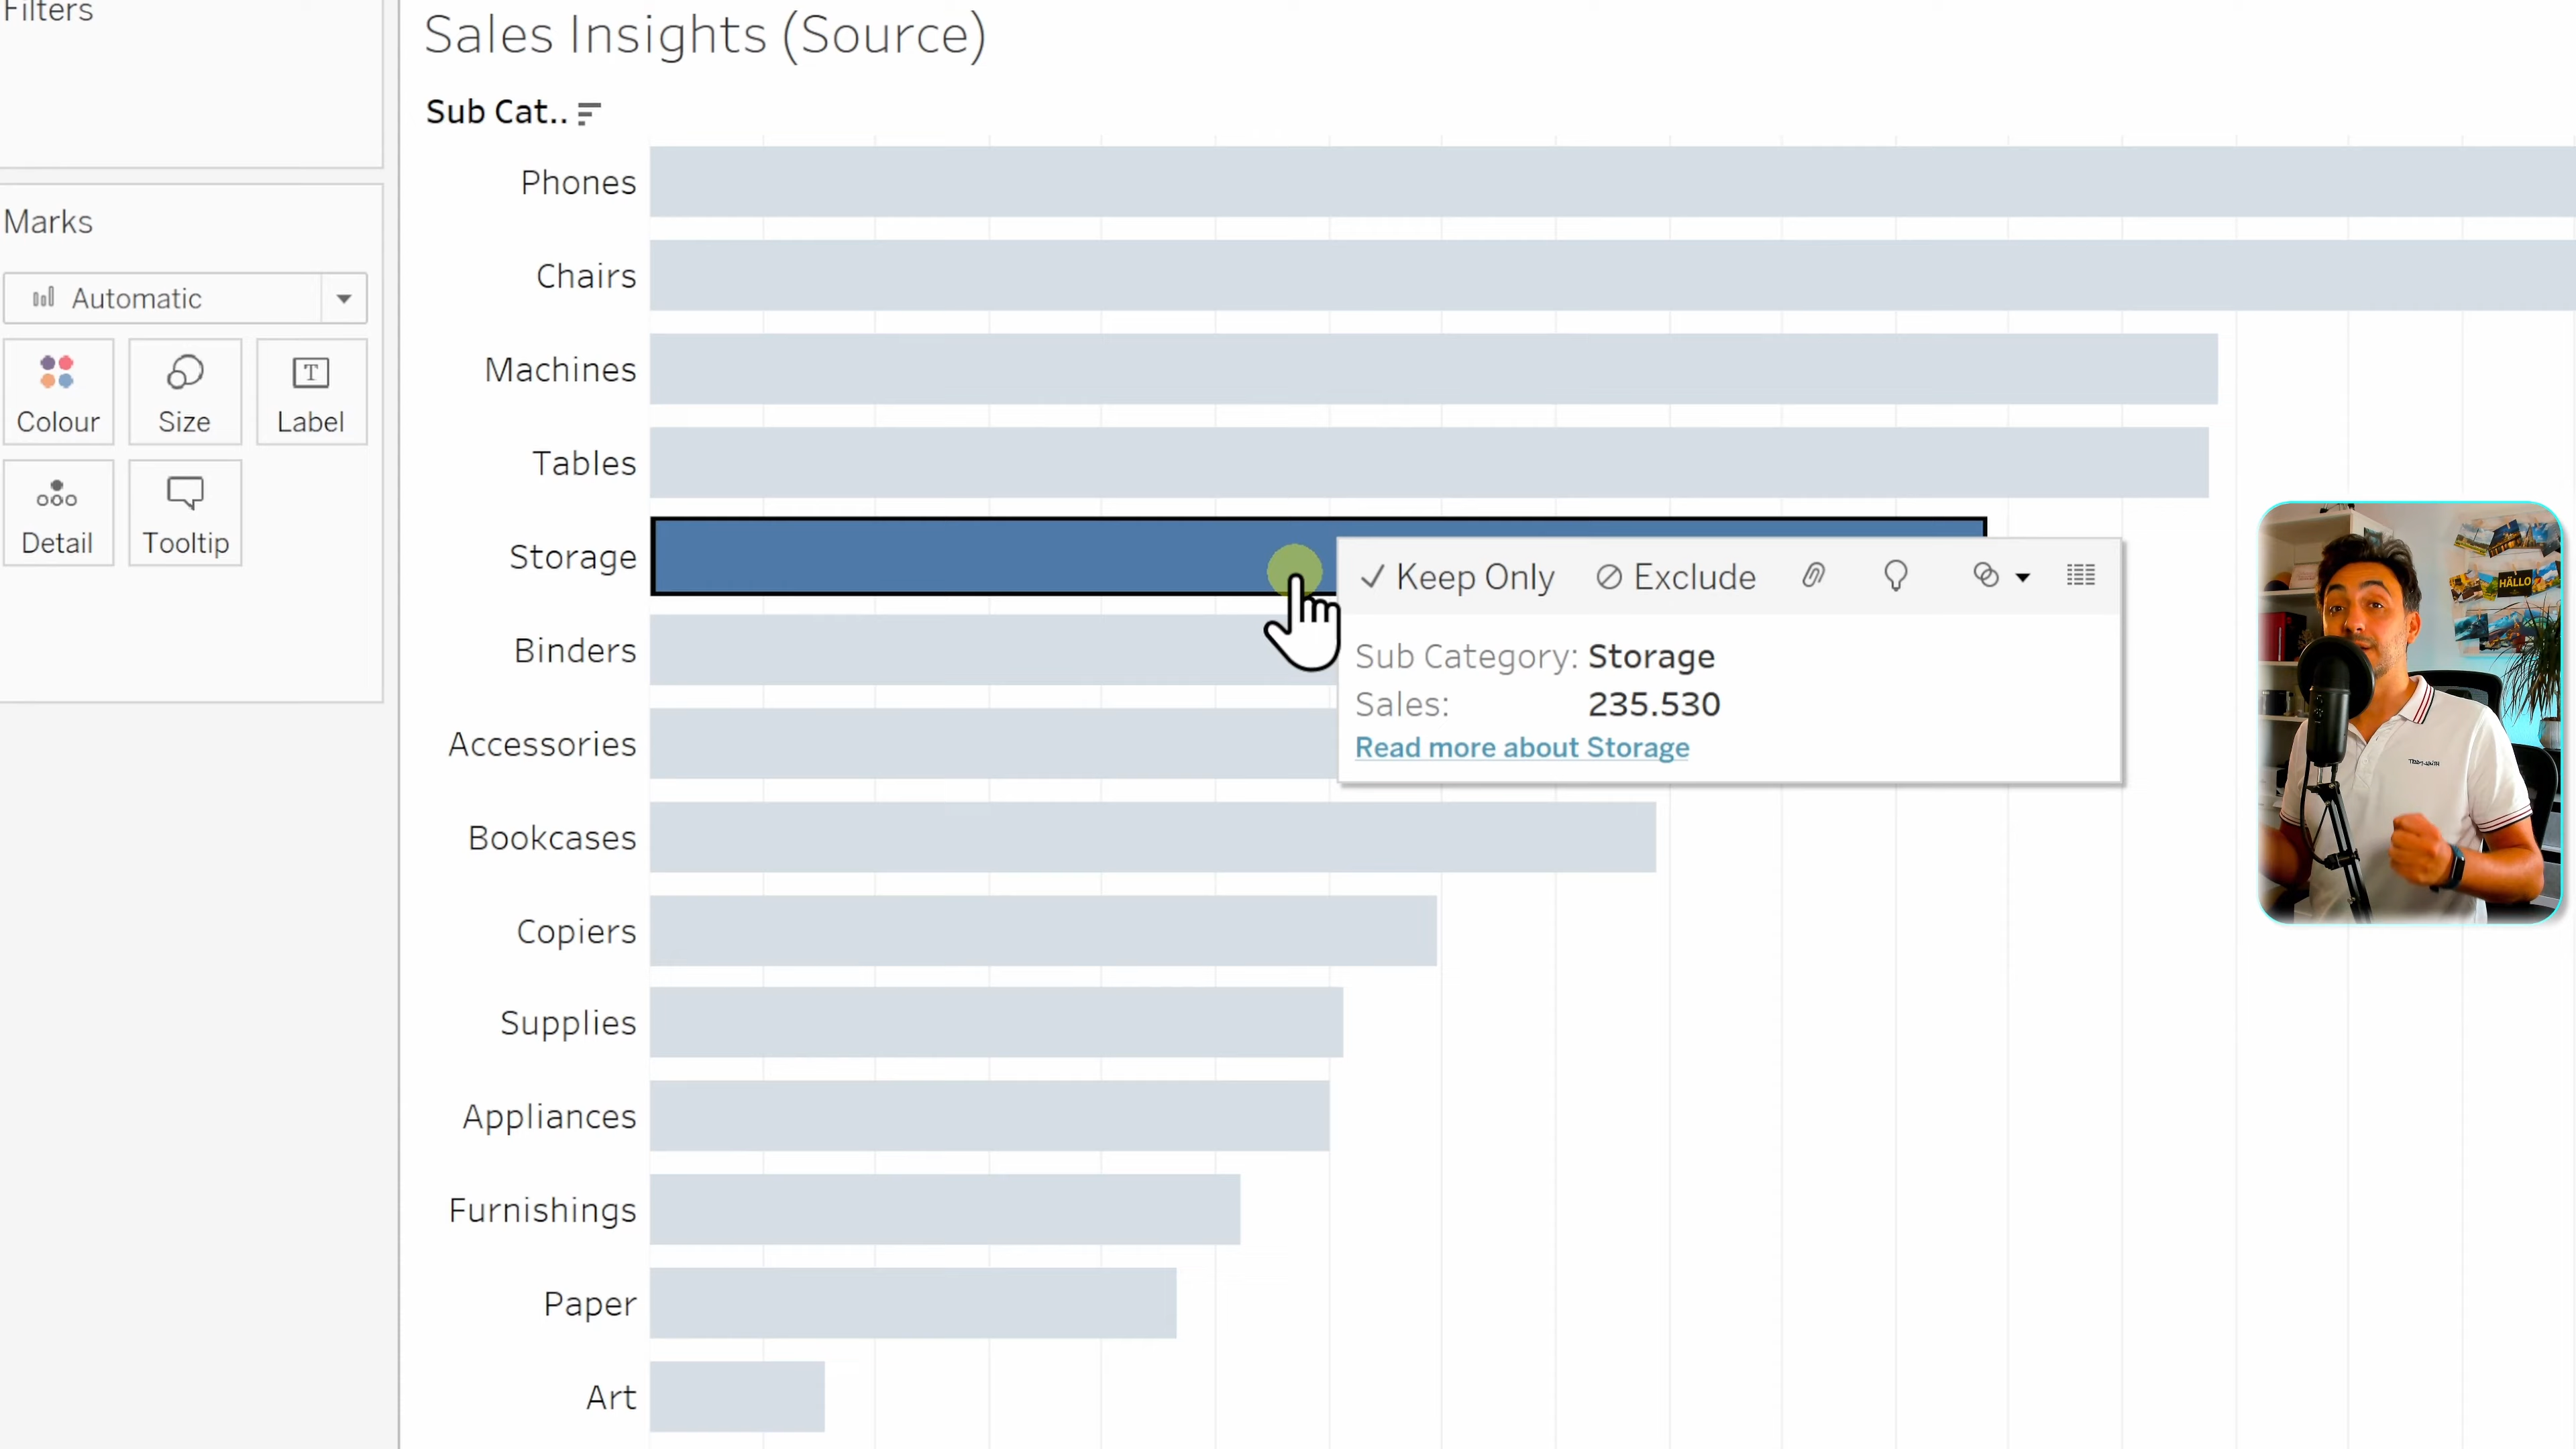 Filters
Sales Insights (Source)
Sub Cat..
Phones
Chairs
Marks
Machines
Automatic
Colour
Size
Label
Tables
Detail
Tooltip
Storage
Keep Only
Exclude
HÄLLO
Binders
Sub Category: Storage
Sales: 235.530
Read more about Storage
Accessories
Bookcases
Copiers
Supplies
Appliances
Furnishings
Paper
Art